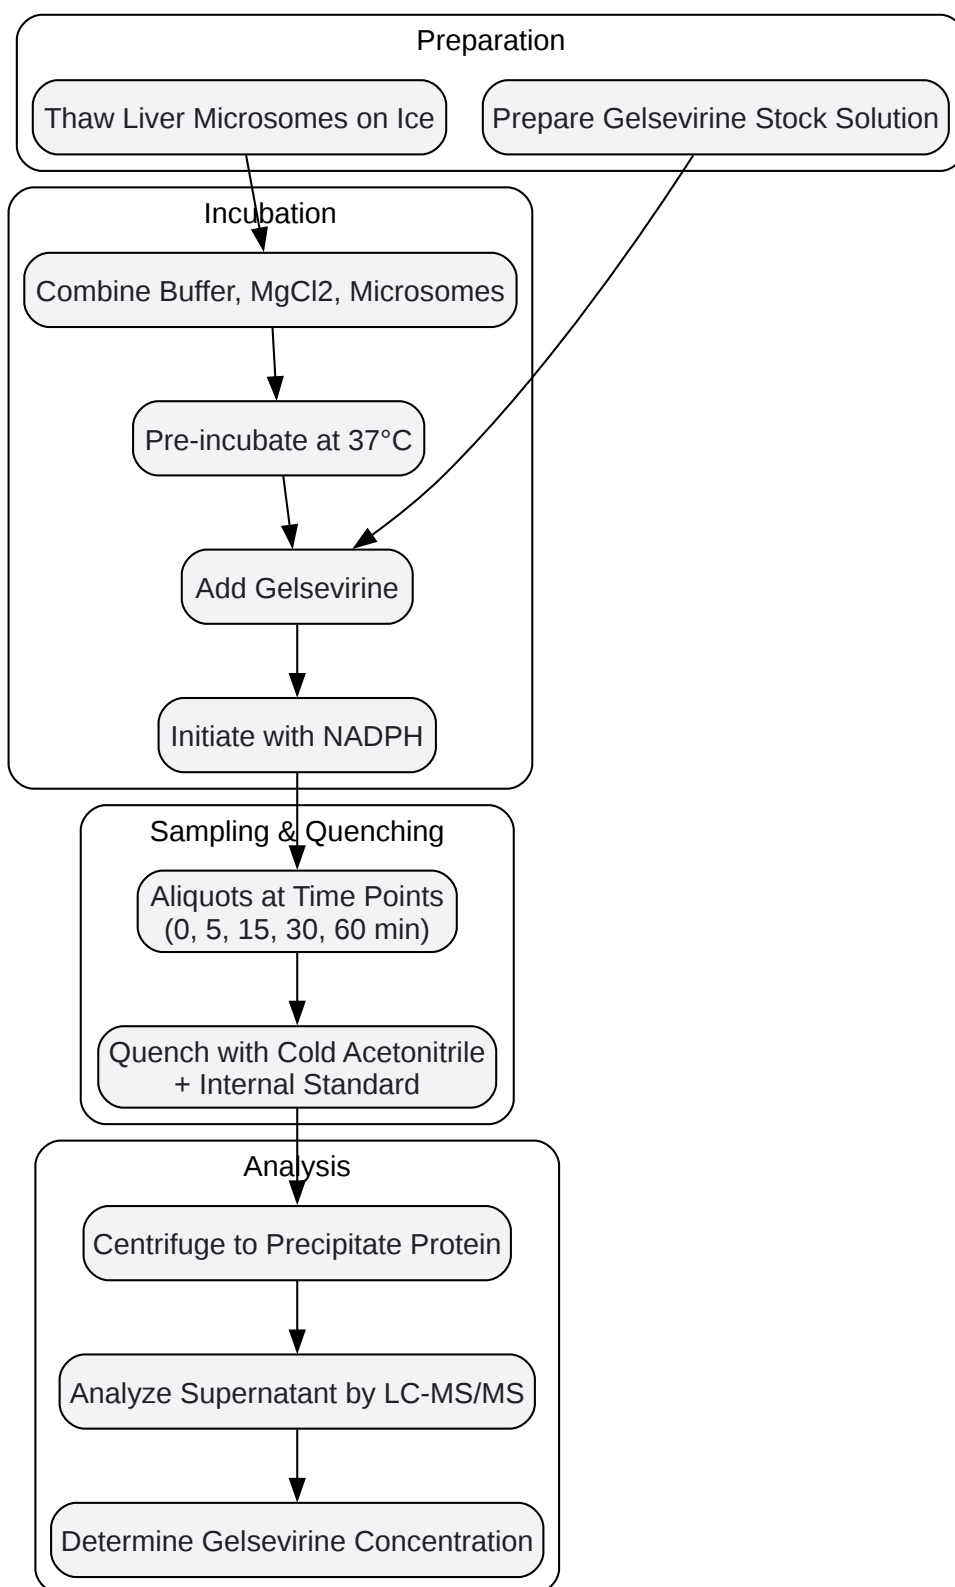 Preparation
Thaw Liver Microsomes on Ice
Prepare Gelsevirine Stock Solution
Incubation
Combine Buffer, MgCl2, Microsomes
Pre-incubate at 37°C
Add Gelsevirine
Initiate with NADPH
Sampling & Quenching
Aliquots at Time Points
(0, 5, 15, 30, 60 min)
Quench with Cold Acetonitrile
+ Internal Standard
Analysis
Centrifuge to Precipitate Protein
Analyze Supernatant by LC-MS/MS
Determine Gelsevirine Concentration